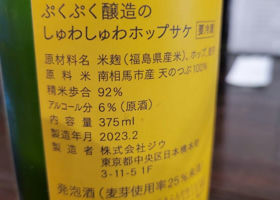 ぷくぷく醸造の
しゅわしゅわホップサケ 要冷蔵
原材料名 米麹(福島県産米)、ホップ
原料米 南相馬市産 天のつぶ100%
精米歩合 92%
アルコール分 6%(原酒)
内容量 375ml
製造年月 2023.2
製造者 株式会社ジウ
東京都中央区日本橋本町
3-11-5 1F
発泡酒(麦芽使用率25%未満